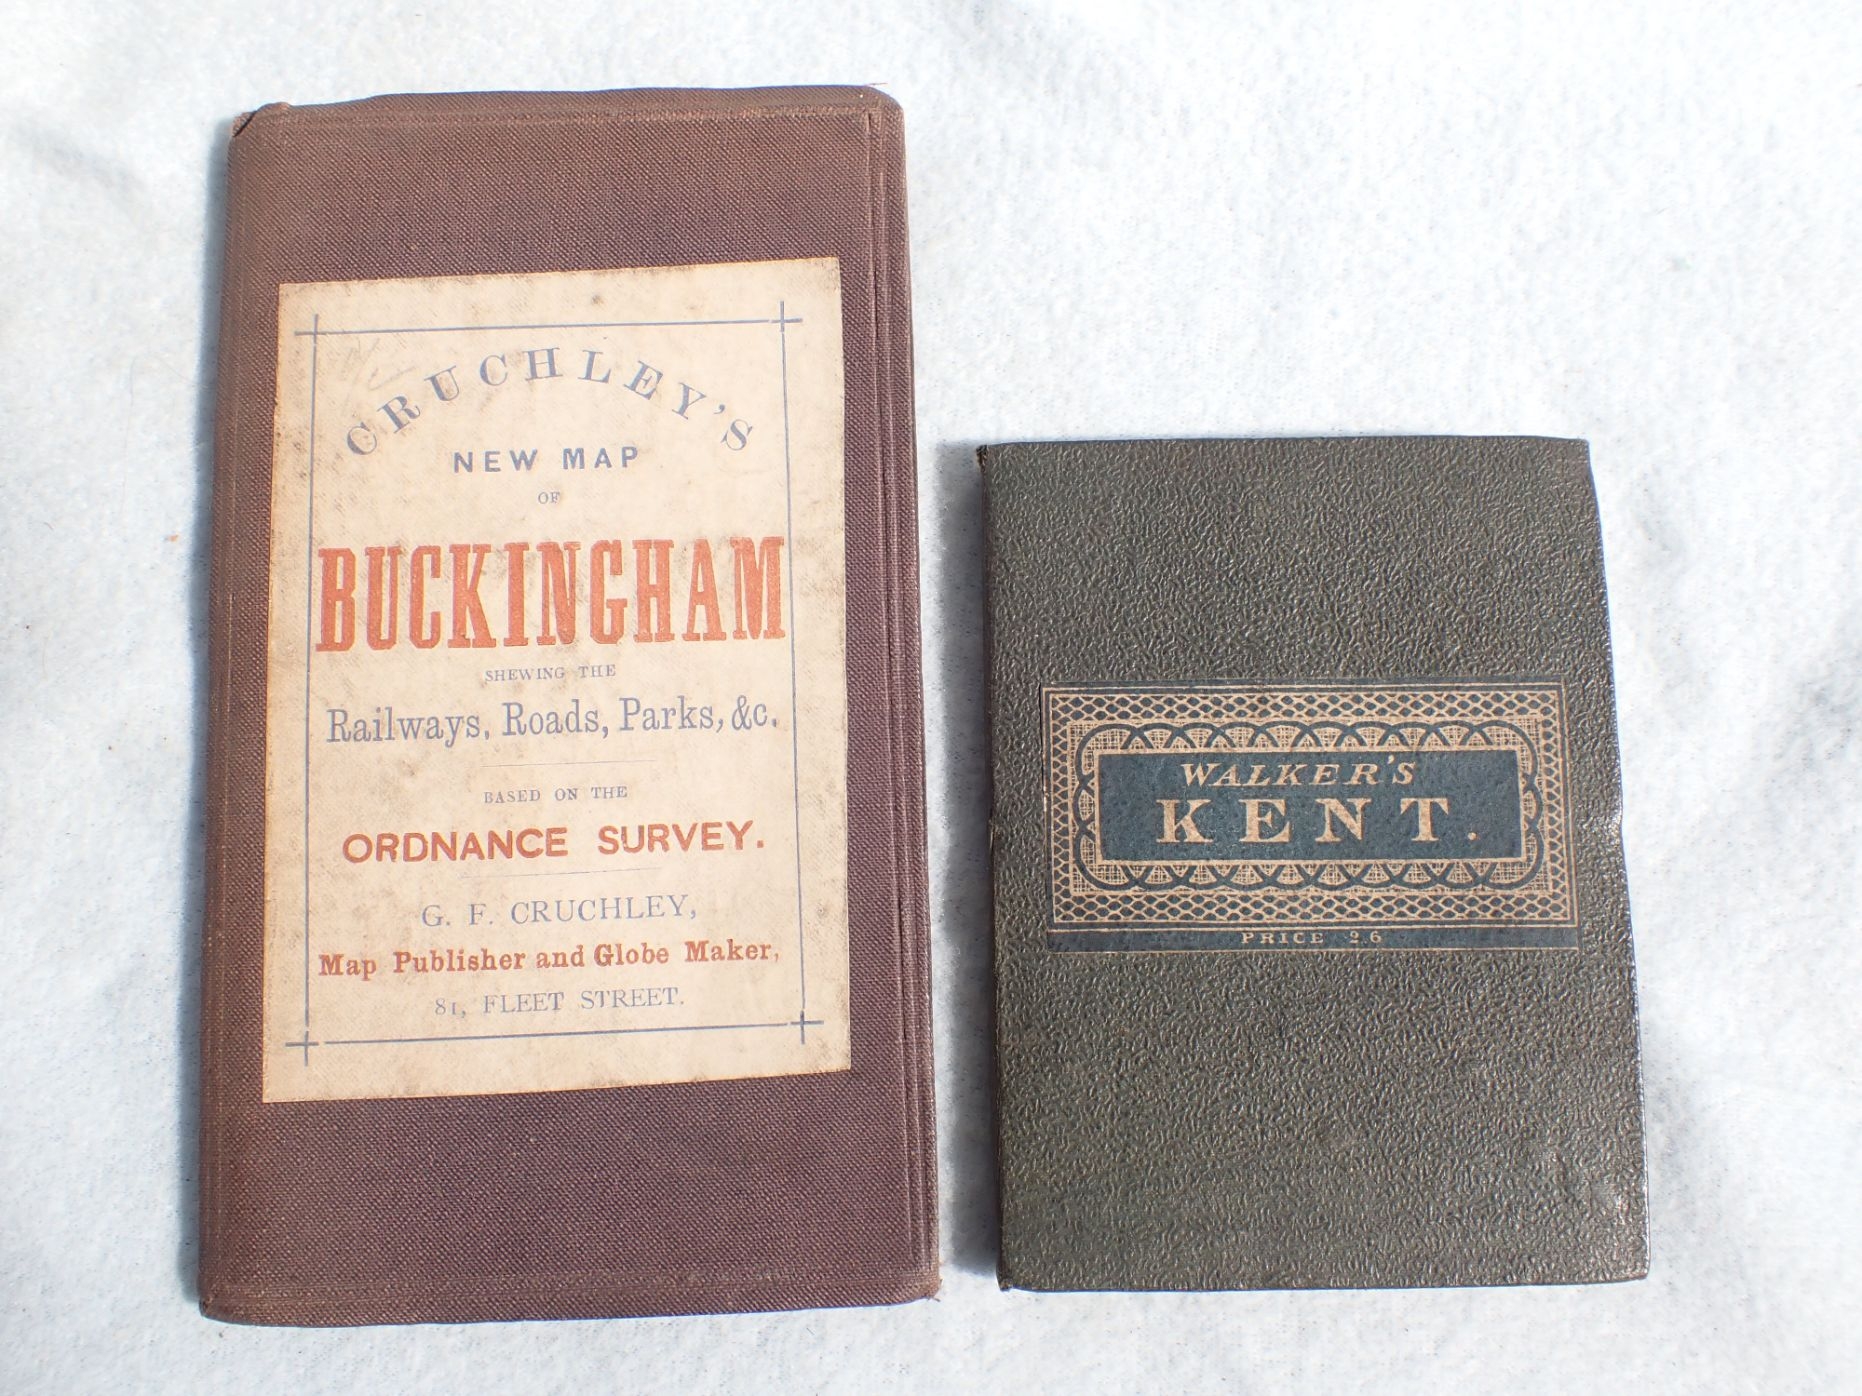 CRUCHLEY'S
NEW MAP
OF
BUCKINGHAM
SHEWING THE
Railways, Roads, Parks, &c.
BASED ON THE
ORDNANCE SURVEY.
G. F. CRUCHLEY,
Map Publisher and Globe Maker,
81, FLEET STREET.
WALKER'S
KENT.
PRICE 2.6